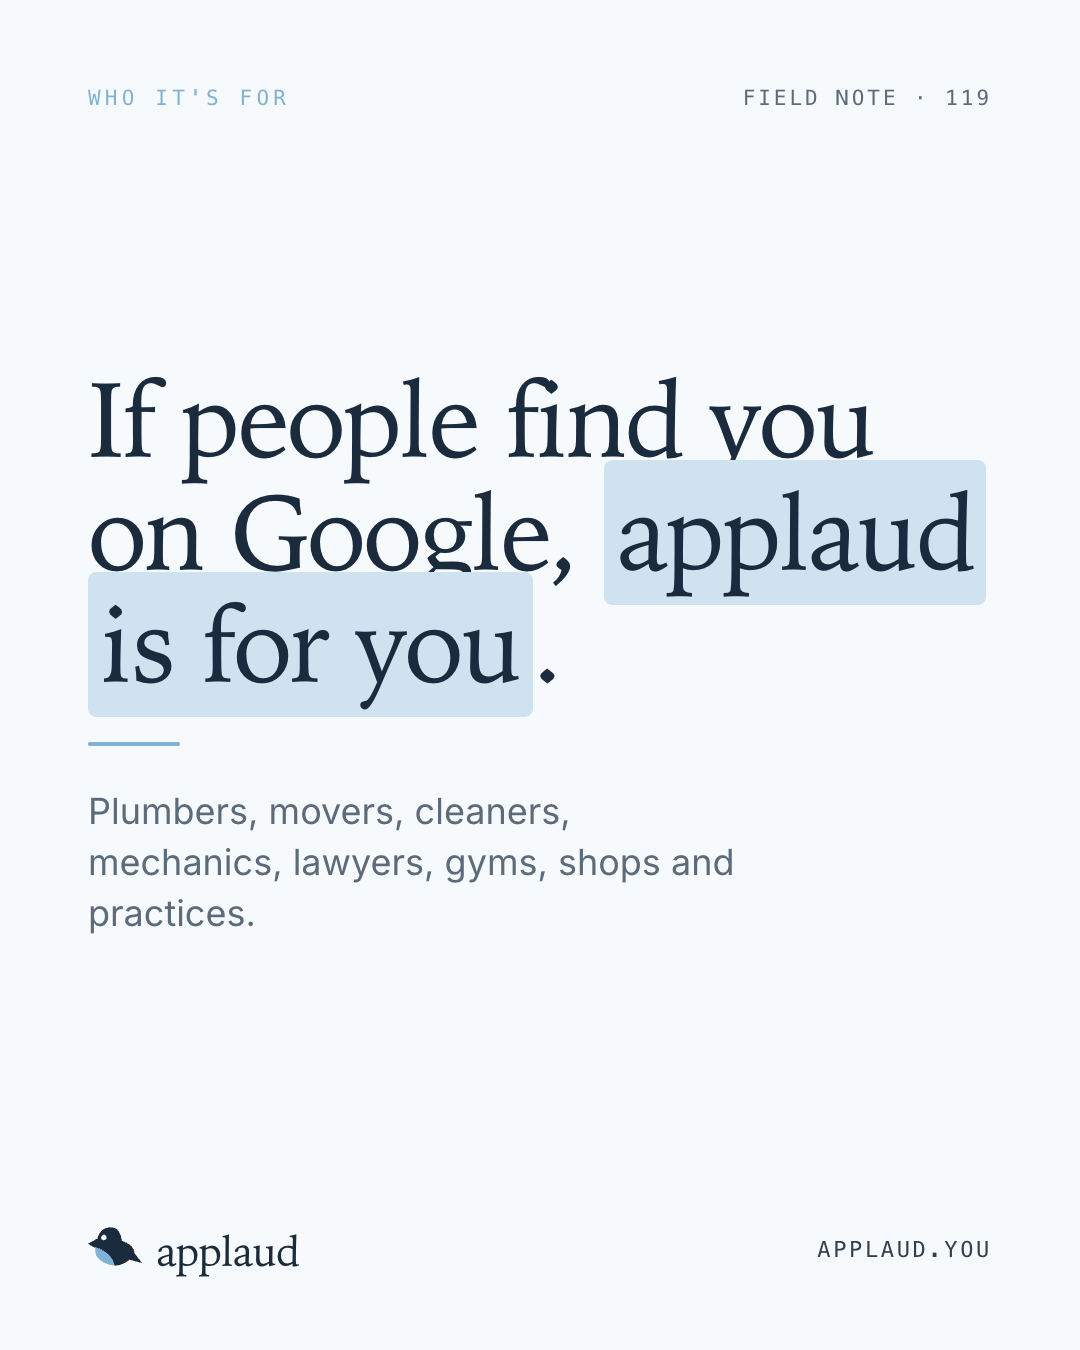 WHO IT'S FOR
FIELD NOTE · 119
If people find you
on Google, applaud
is for you.
Plumbers, movers, cleaners,
mechanics, lawyers, gyms, shops and
practices.
applaud
APPLAUD.YOU